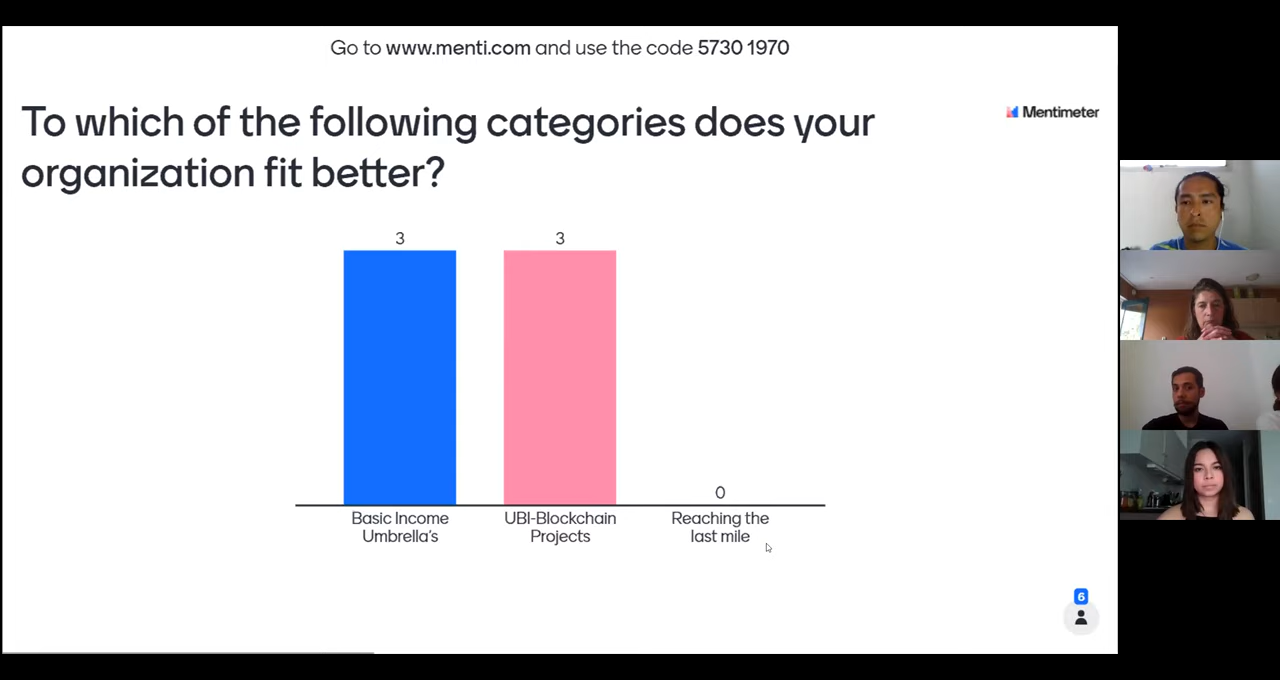 Go to www.menti.com and use the code 5730 1970
To which of the following categories does your
organization fit better?
Mentimeter
3
3
0
Basic Income
Umbrella's
UBI-Blockchain
Projects
Reaching the
last mile
6